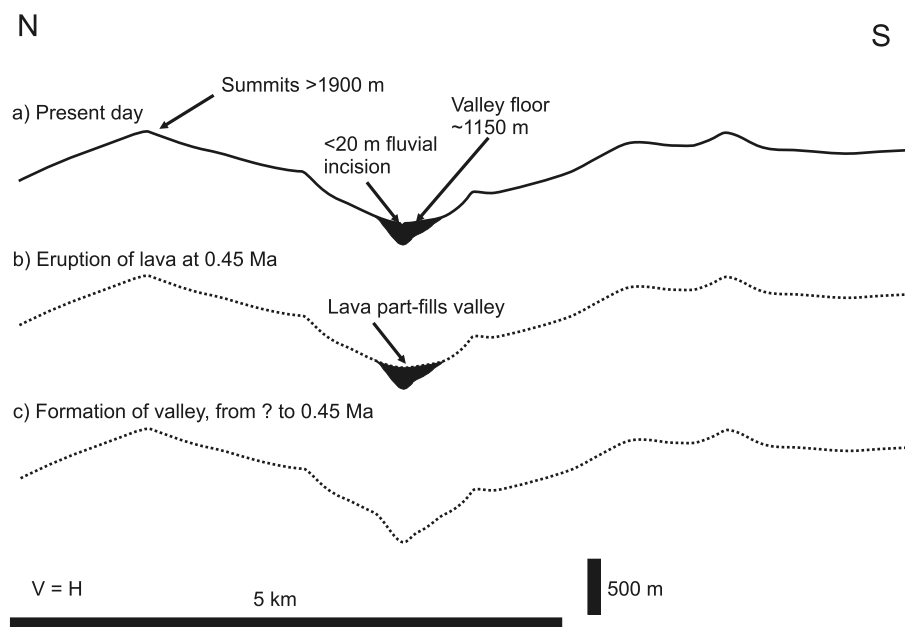 N
S
Summits >1900 m
a) Present day
Valley floor
~1150 m
<20 m fluvial
incision
b) Eruption of lava at 0.45 Ma
Lava part-fills valley
c) Formation of valley, from ? to 0.45 Ma
V = H
5 km
500 m